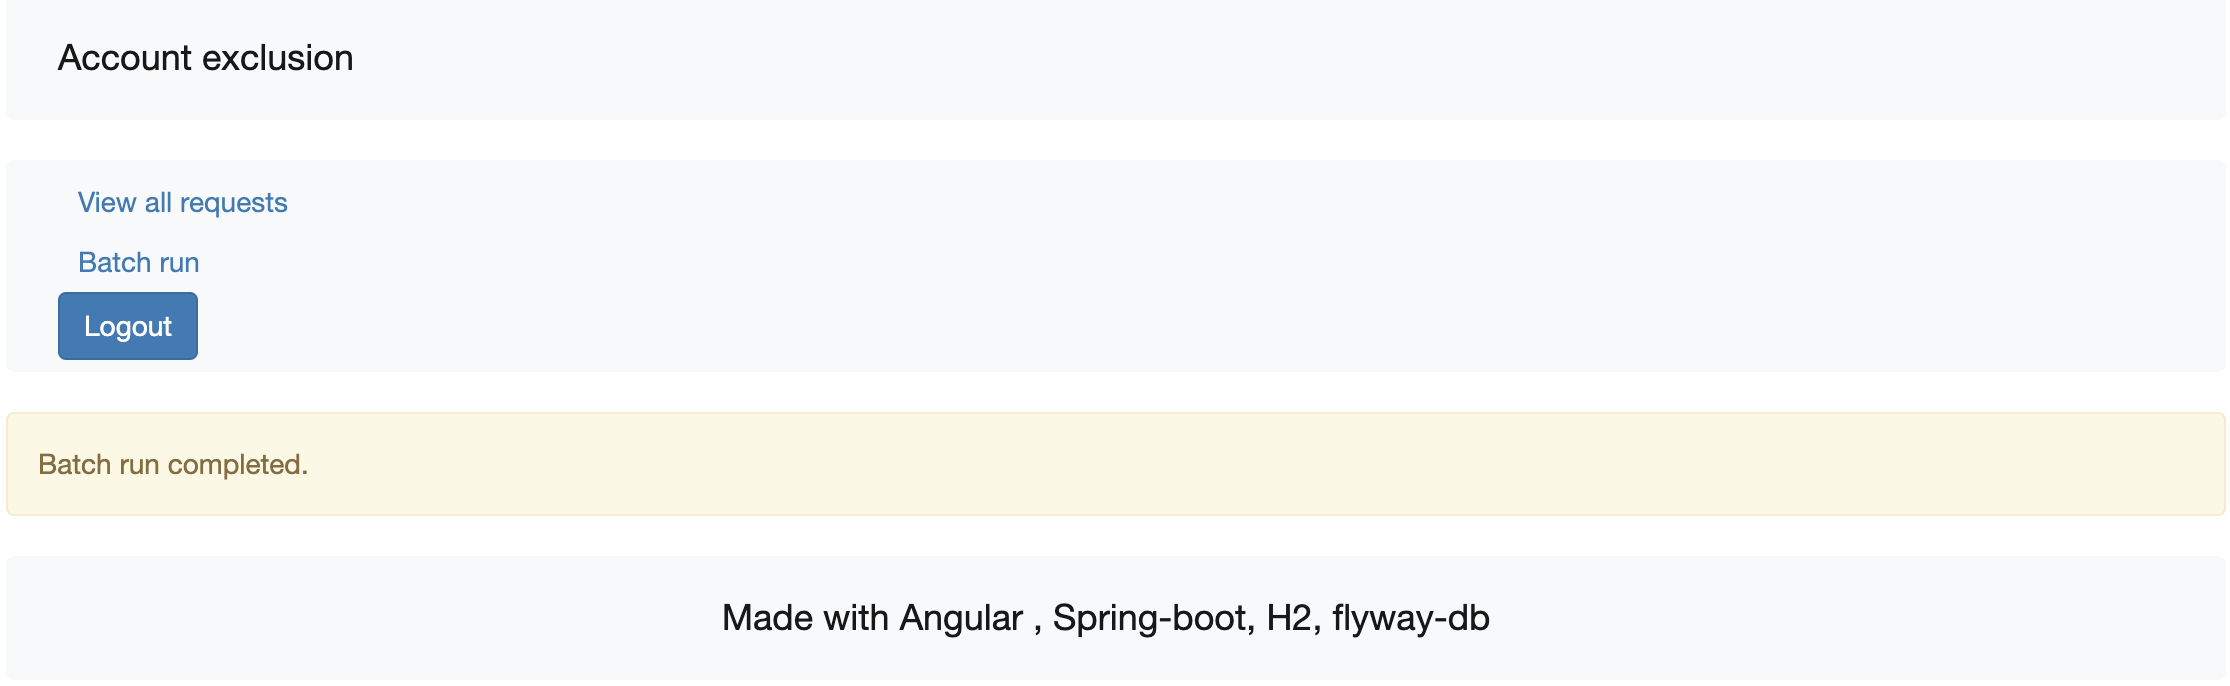 Account exclusion
View all requests
Batch run
Logout
Batch run completed.
Made with Angular , Spring-boot, H2, flyway-db